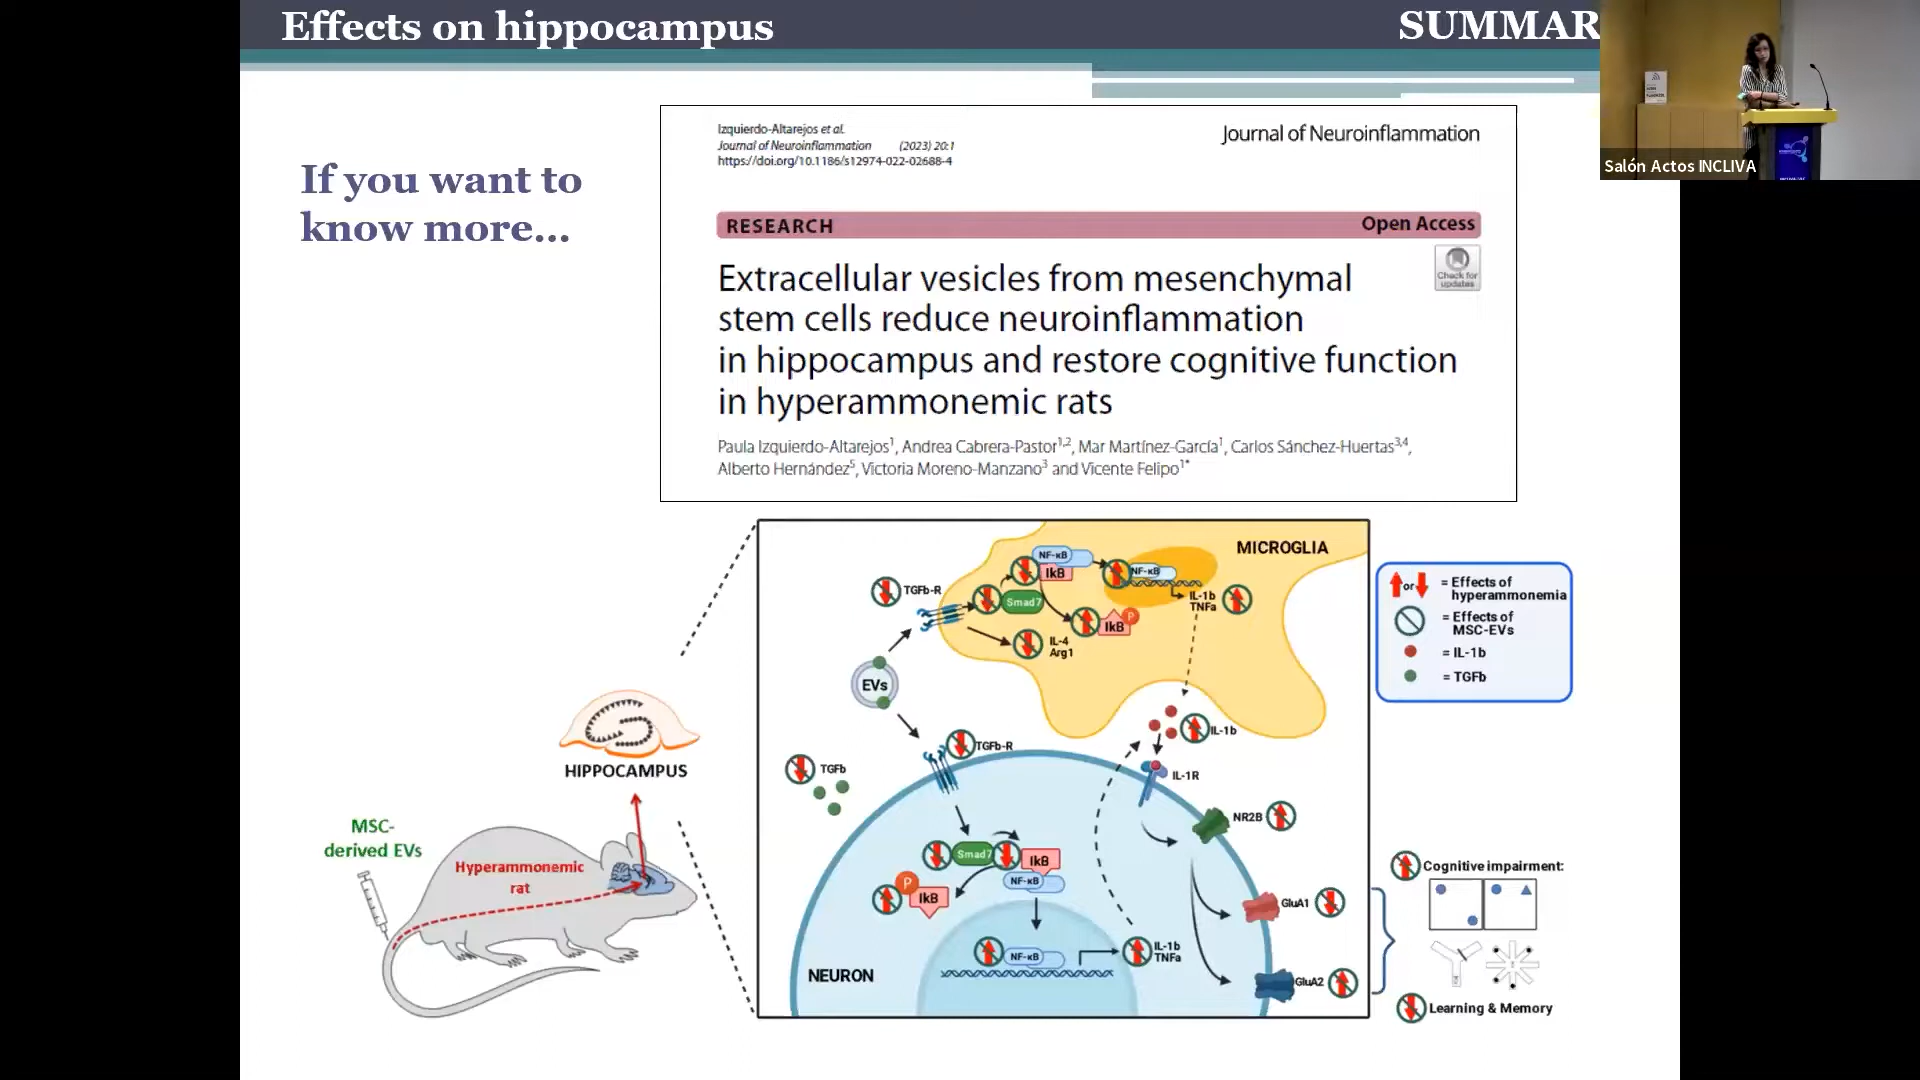 Effects on hippocampus
SUMMAR
Salón Actos INCLIVA
If you want to
know more...
Izquierdo-Altarejos et al.
Journal of Neuroinflammation (2023) 20:1
https://doi.org/10.1186/s12974-022-02688-4
Journal of Neuroinflammation
RESEARCH
Open Access
Check for
updates
Extracellular vesicles from mesenchymal
stem cells reduce neuroinflammation
in hippocampus and restore cognitive function
in hyperammonemic rats
Paula Izquierdo-Altarejos1, Andrea Cabrera-Pastor1,2, Mar Martínez-García1, Carlos Sánchez-Huertas3,4,
Alberto Hernández5, Victoria Moreno-Manzano3 and Vicente Felipo1*
MICROGLIA
NF-κB
IkB
NF-κB
TGFb-R
Smad7
IL-1b
TNFa
IkB
P
IL-4
Arg1
EVs
IL-1b
TGFb-R
TGFb
IL-1R
NR2B
Smad7
IkB
NF-κB
P
IkB
GluA1
NF-κB
IL-1b
TNFa
NEURON
GluA2
or
= Effects of
hyperammonemia
= Effects of
MSC-EVs
= IL-1b
= TGFb
HIPPOCAMPUS
MSC-
derived EVs
Hyperammonemic
rat
Cognitive impairment:
Learning & Memory